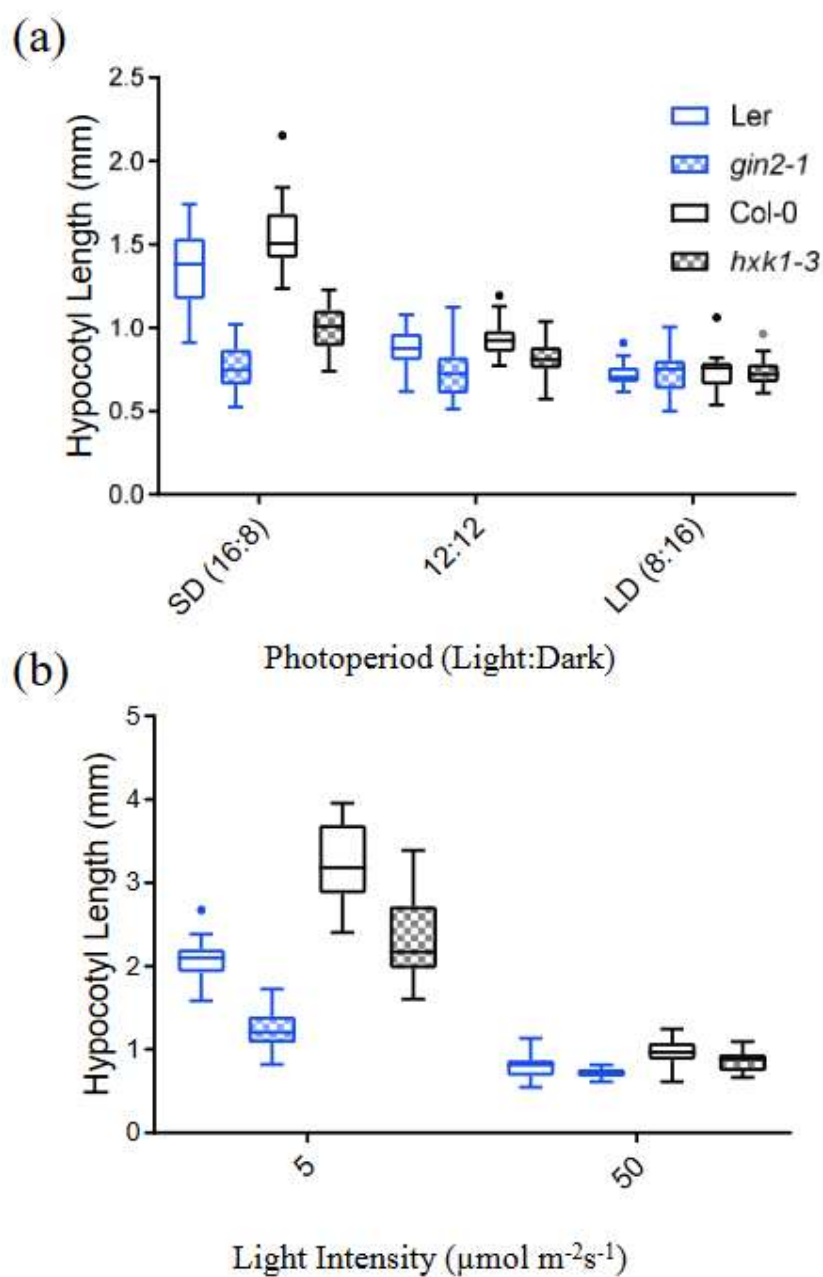 (a)
Hypocotyl Length (mm)
2.5
2.0
1.5
1.0
0.5
0.0
Ler
gin2-1
Col-0
hxk1-3
SD (16:8)
12:12
LD (8:16)
Photoperiod (Light:Dark)
(b)
Hypocotyl Length (mm)
5
4
3
2
1
0
5
50
Light Intensity (µmol m⁻²s⁻¹)